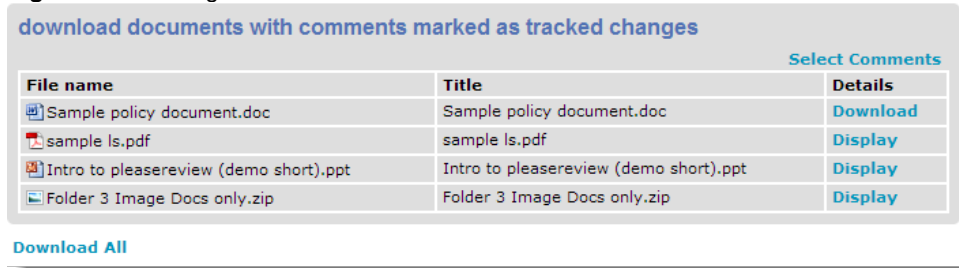 download documents with comments marked as tracked changes
Select Comments
File name Title Details
Sample policy document.doc Sample policy document.doc Download
sample ls.pdf sample ls.pdf Display
Intro to pleasereview (demo short).ppt Intro to pleasereview (demo short).ppt Display
Folder 3 Image Docs only.zip Folder 3 Image Docs only.zip Display
Download All